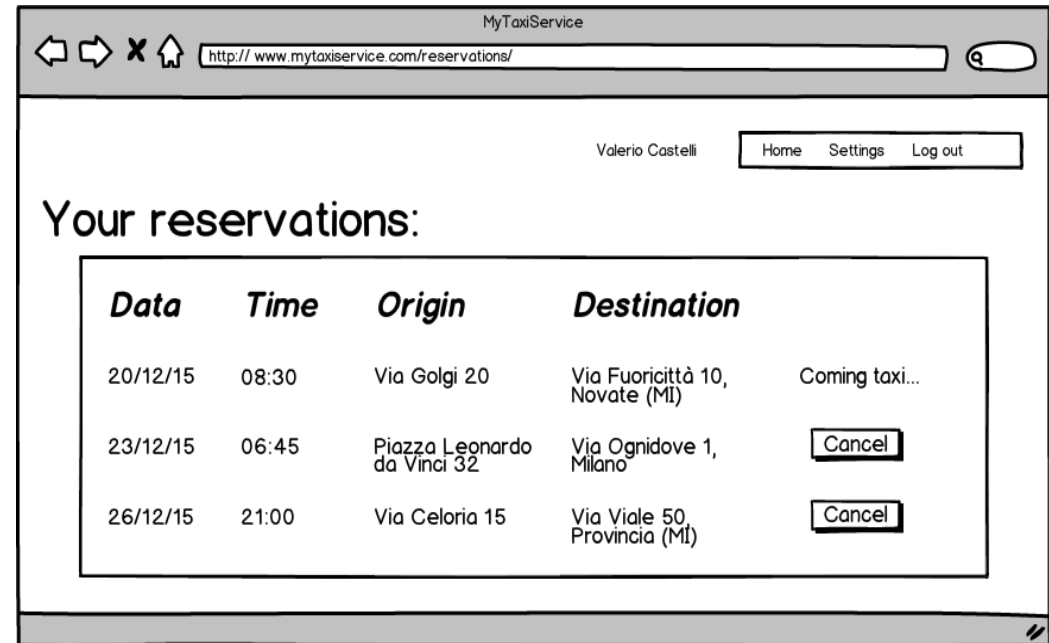 MyTaxiService
http:// www.mytaxiservice.com/reservations/
Valerio Castelli Home Settings Log out
Your reservations:
Data Time Origin Destination
20/12/15 08:30 Via Golgi 20 Via Fuoricittà 10, Coming taxi...
Novate (MI)
23/12/15 06:45 Piazza Leonardo Via Ognidove 1, Cancel
da Vinci 32 Milano
26/12/15 21:00 Via Celoria 15 Via Viale 50, Cancel
Provincia (MI)